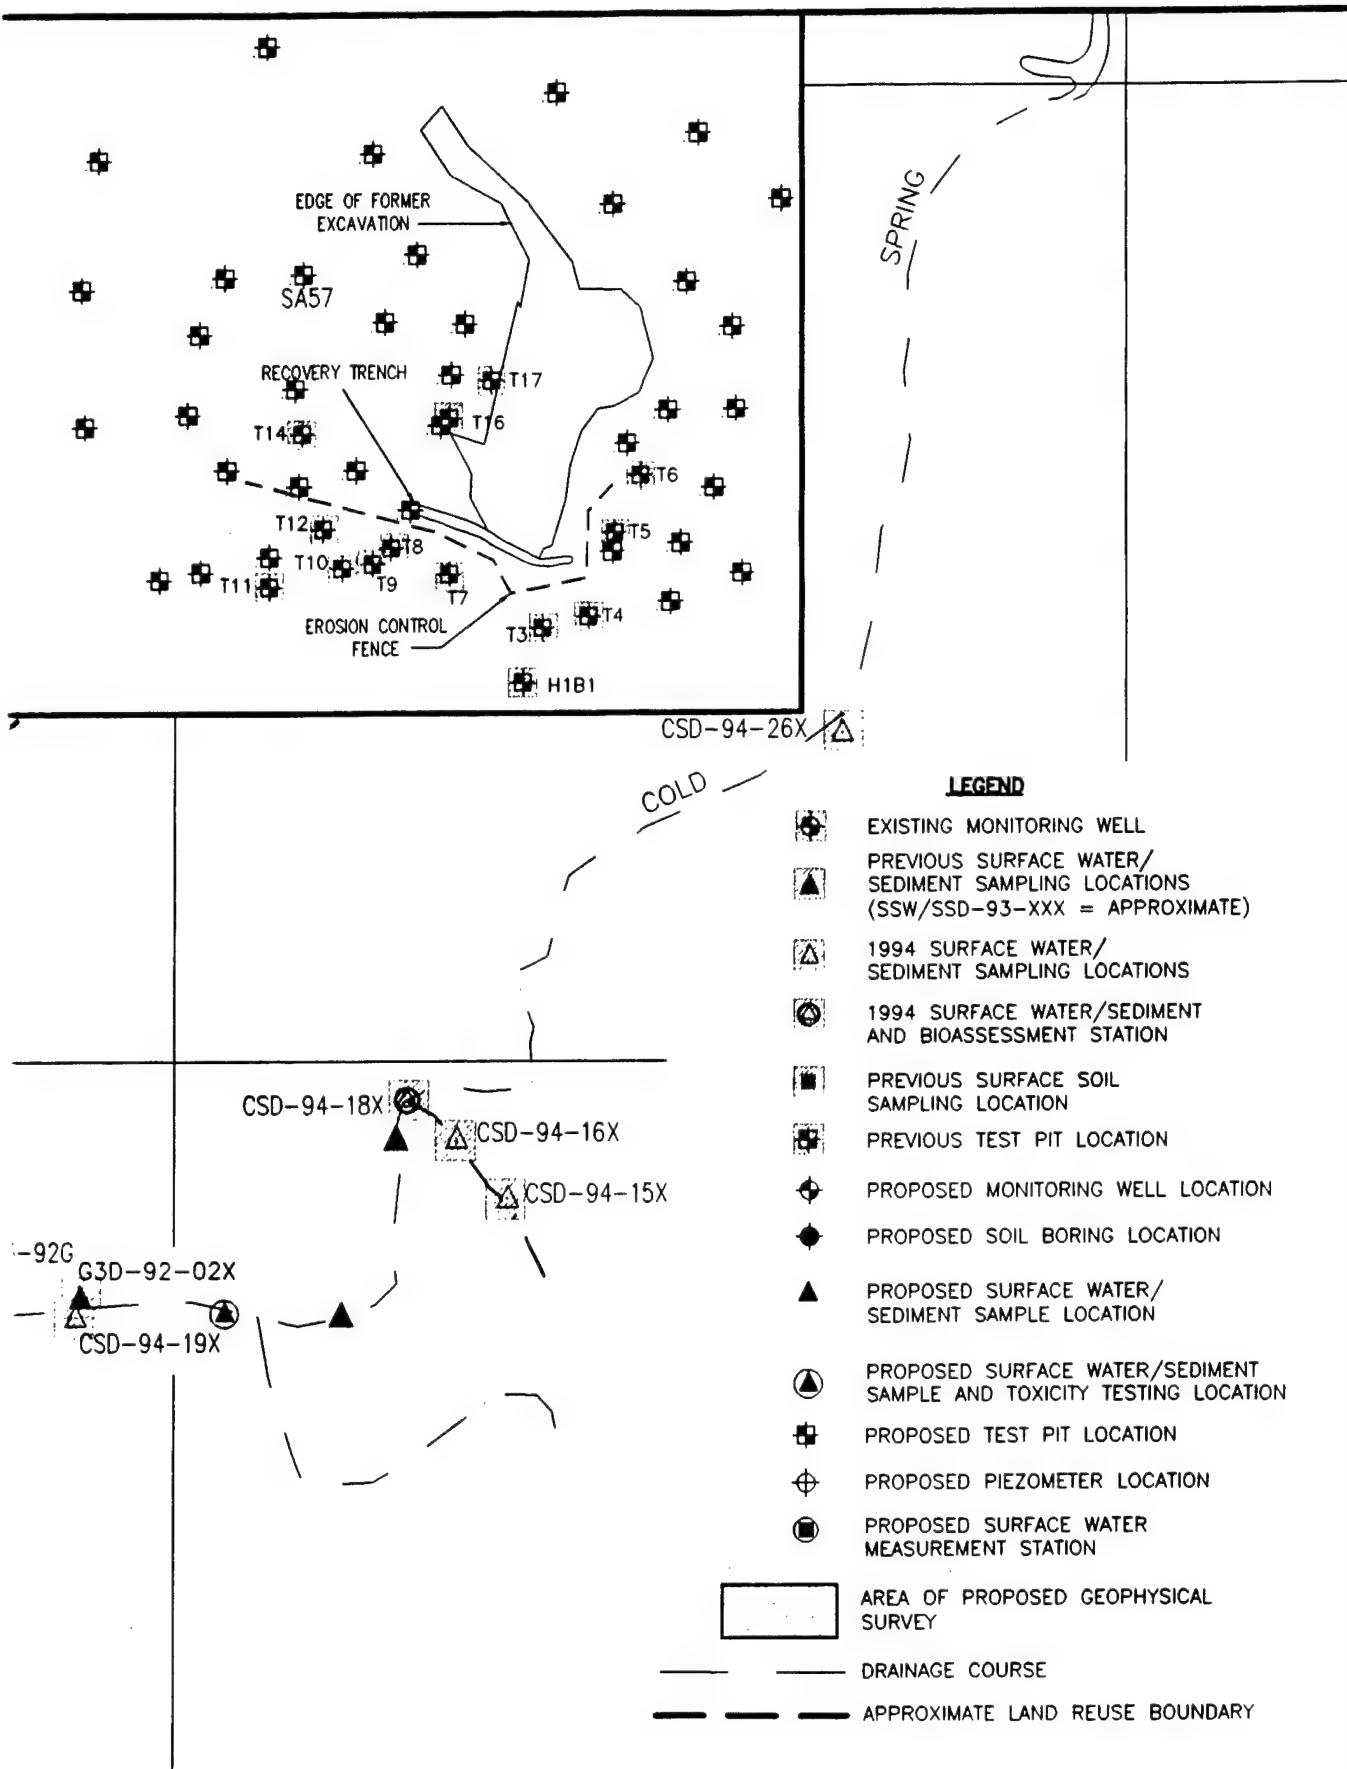 EDGE OF FORMER
EXCAVATION
SA57
RECOVERY TRENCH
T17
T16
T14
T6
T12
T5
T8
T10
T9
T11
T7
EROSION CONTROL
FENCE
T4
T3
H1B1
SPRING
CSD-94-26X
COLD
CSD-94-18X
CSD-94-16X
CSD-94-15X
-92G
G3D-92-02X
CSD-94-19X
LEGEND
EXISTING MONITORING WELL
PREVIOUS SURFACE WATER/
SEDIMENT SAMPLING LOCATIONS
(SSW/SSD-93-XXX = APPROXIMATE)
1994 SURFACE WATER/
SEDIMENT SAMPLING LOCATIONS
1994 SURFACE WATER/SEDIMENT
AND BIOASSESSMENT STATION
PREVIOUS SURFACE SOIL
SAMPLING LOCATION
PREVIOUS TEST PIT LOCATION
PROPOSED MONITORING WELL LOCATION
PROPOSED SOIL BORING LOCATION
PROPOSED SURFACE WATER/
SEDIMENT SAMPLE LOCATION
PROPOSED SURFACE WATER/SEDIMENT
SAMPLE AND TOXICITY TESTING LOCATION
PROPOSED TEST PIT LOCATION
PROPOSED PIEZOMETER LOCATION
PROPOSED SURFACE WATER
MEASUREMENT STATION
AREA OF PROPOSED GEOPHYSICAL
SURVEY
DRAINAGE COURSE
APPROXIMATE LAND REUSE BOUNDARY